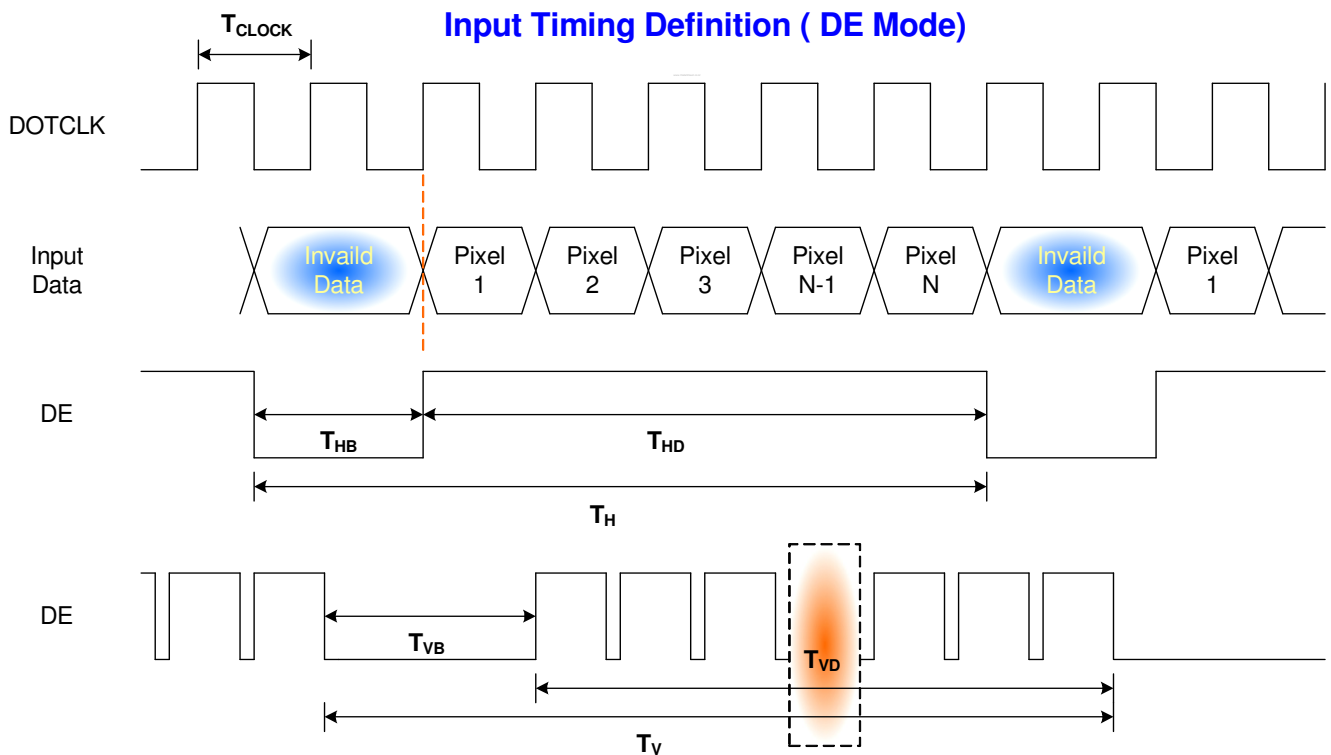 Input Timing Definition ( DE Mode)
TCLOCK
DOTCLK
Input
Data
Invaild
Data
Pixel
1
Pixel
2
Pixel
3
Pixel
N-1
Pixel
N
Invaild
Data
Pixel
1
DE
THB
THD
TH
DE
TVB
TVD
TV